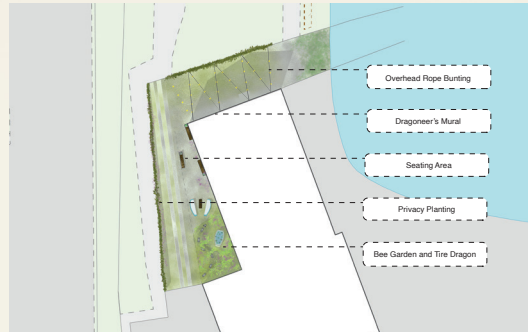 Overhead Rope Bunting
Dragoneer's Mural
Seating Area
Privacy Planting
Bee Garden and Tire Dragon